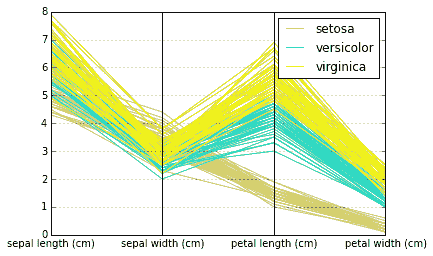 8
7
6
5
4
3
2
1
0
setosa
versicolor
virginica
sepal length (cm) sepal width (cm) petal length (cm) petal width (cm)